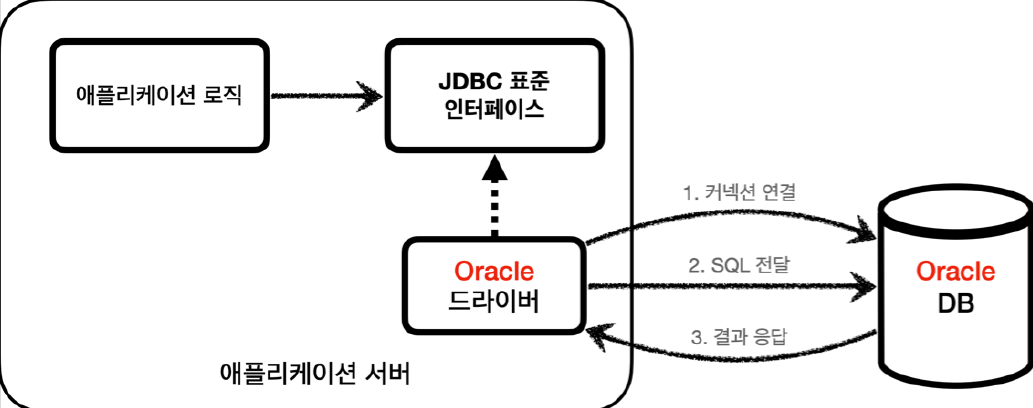 애플리케이션 로직
JDBC 표준
인터페이스
1. 커넥션 연결
Oracle
드라이버
2. SQL 전달
Oracle
DB
3. 결과 응답
애플리케이션 서버